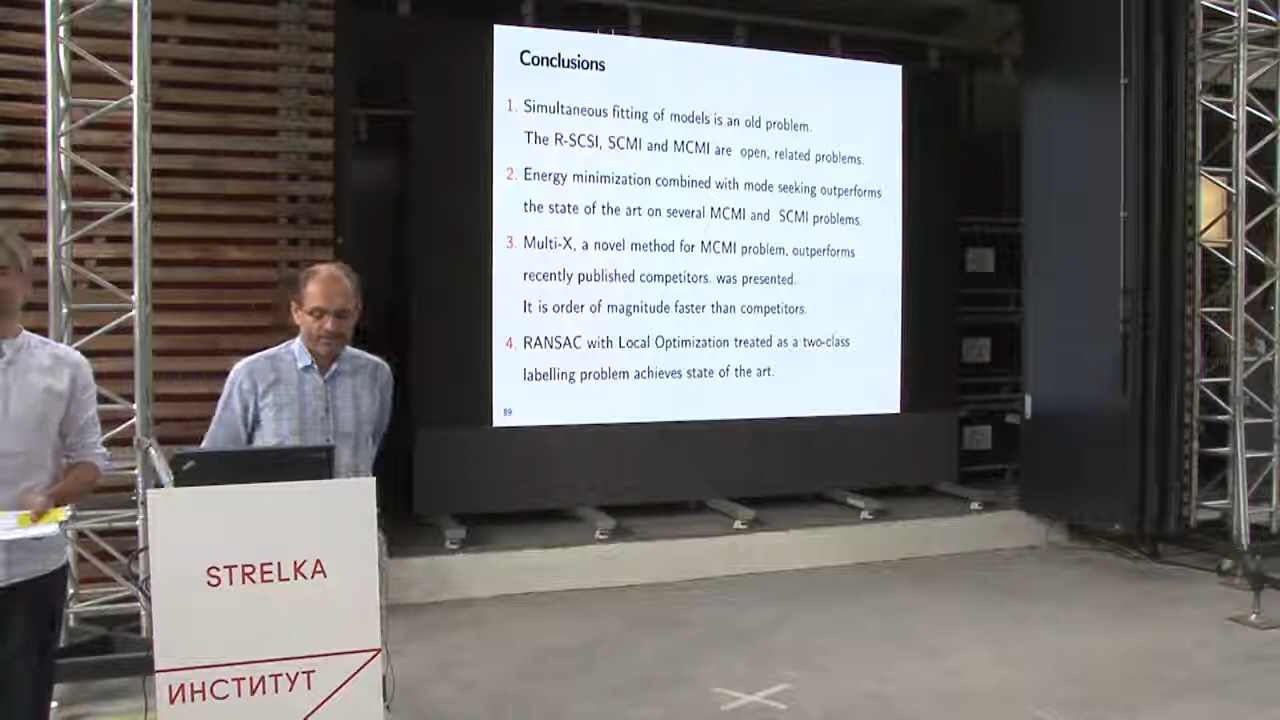 Conclusions
1. Simultaneous fitting of models is an old problem.
The R-SCSI, SCMI and MCMI are open, related problems.
2. Energy minimization combined with mode seeking outperforms
the state of the art on several MCMI and SCMI problems.
3. Multi-X, a novel method for MCMI problem, outperforms
recently published competitors. was presented.
It is order of magnitude faster than competitors.
4. RANSAC with Local Optimization treated as a two-class
labelling problem achieves state of the art.
89
STRELKA
ИНСТИТУТ